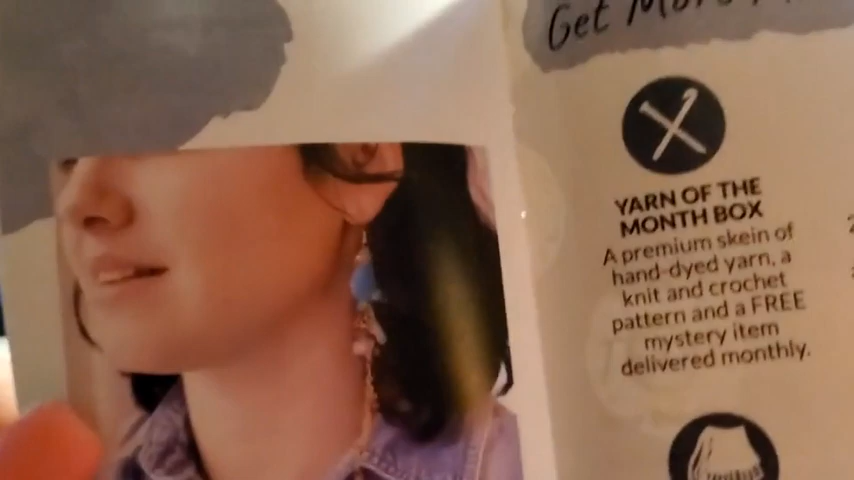 Get More
YARN OF THE
MONTH BOX
A premium skein of
hand-dyed yarn, a
knit and crochet
pattern and a FREE
mystery item
delivered monthly.